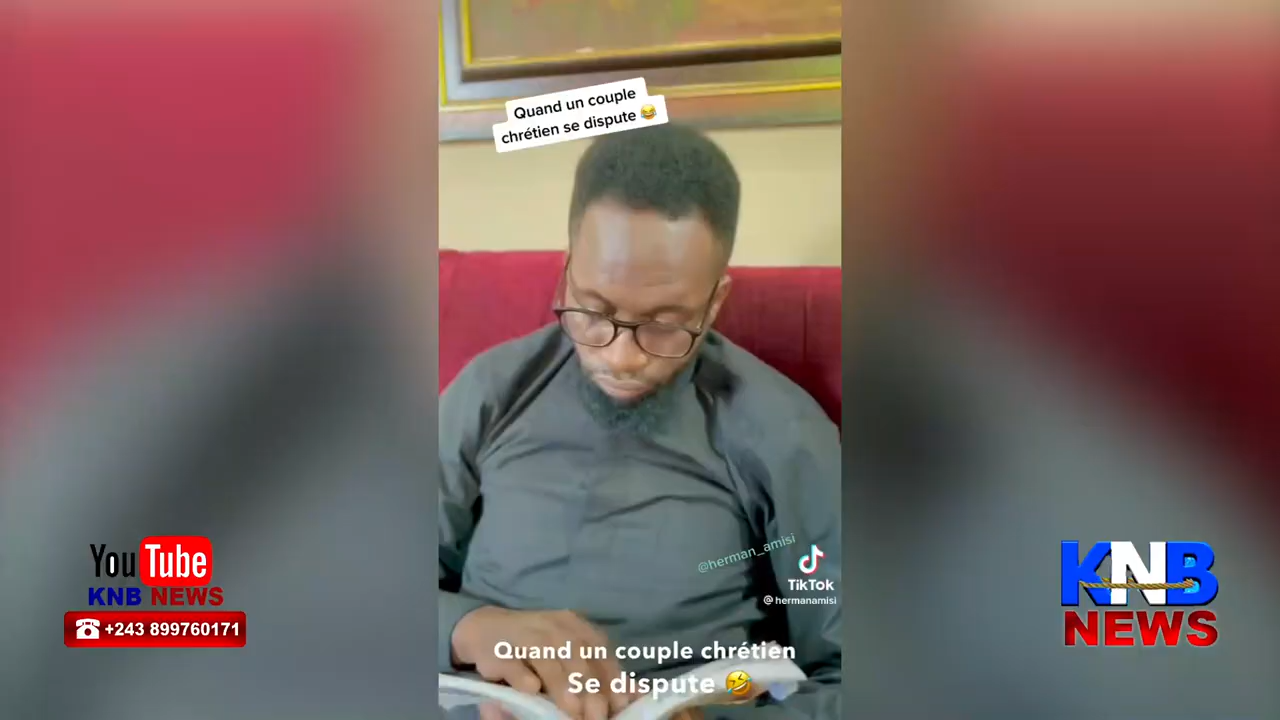 Quand un couple
chrétien se dispute 😂
@herman_amisi
TikTok
@hermanamisi
Quand un couple chrétien
Se dispute 🤣
YouTube
KNB NEWS
+243 899760171
KNB
NEWS